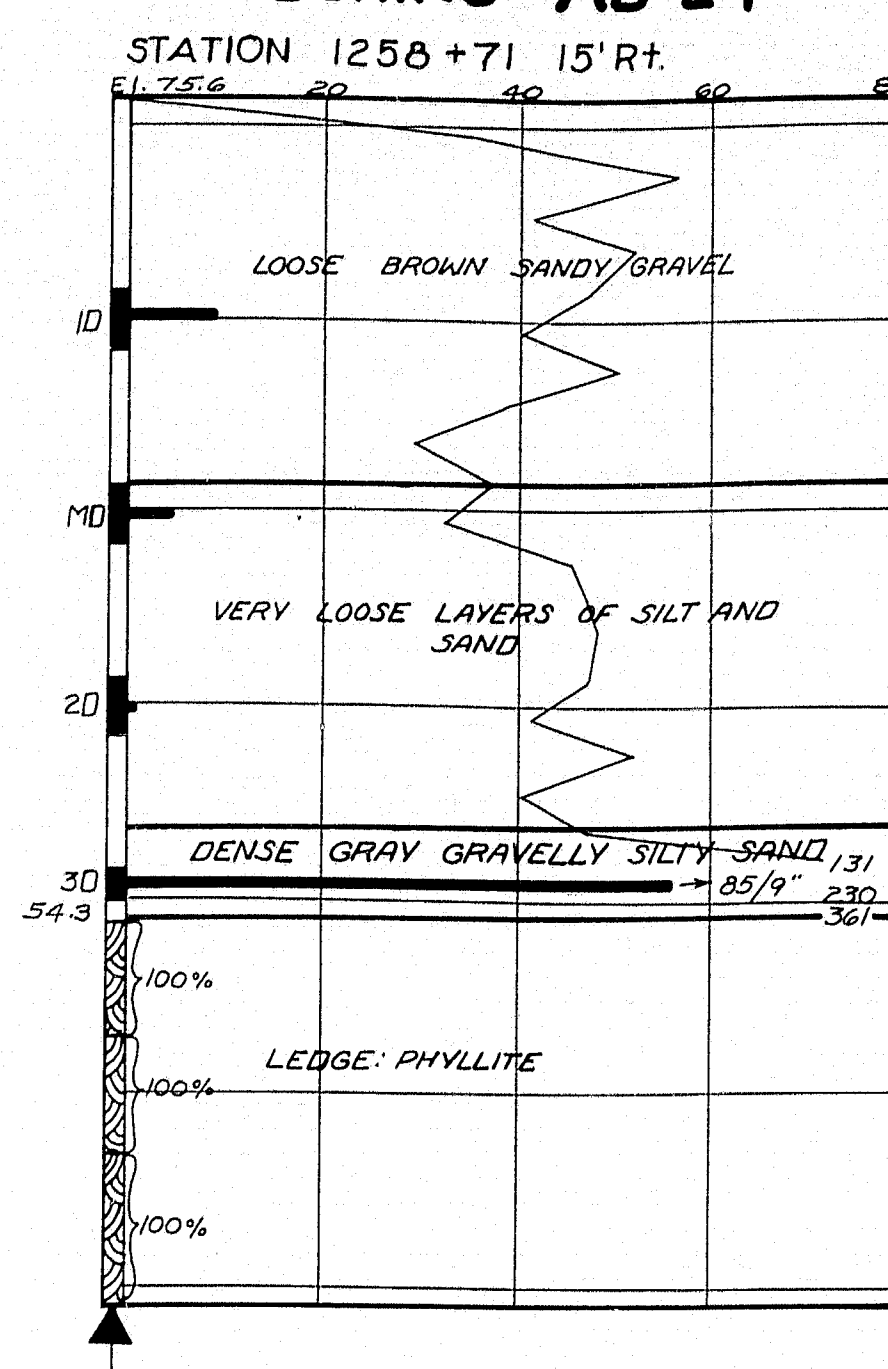 STATION 1258+71 15' Rt.
El. 75.6 20 40 60
LOOSE BROWN SANDY GRAVEL
1D
MD
VERY LOOSE LAYERS OF SILT AND
SAND
2D
DENSE GRAY GRAVELLY SILTY SAND 131
3D 85/9" 230
54.3 361
100%
LEDGE: PHYLLITE
100%
100%